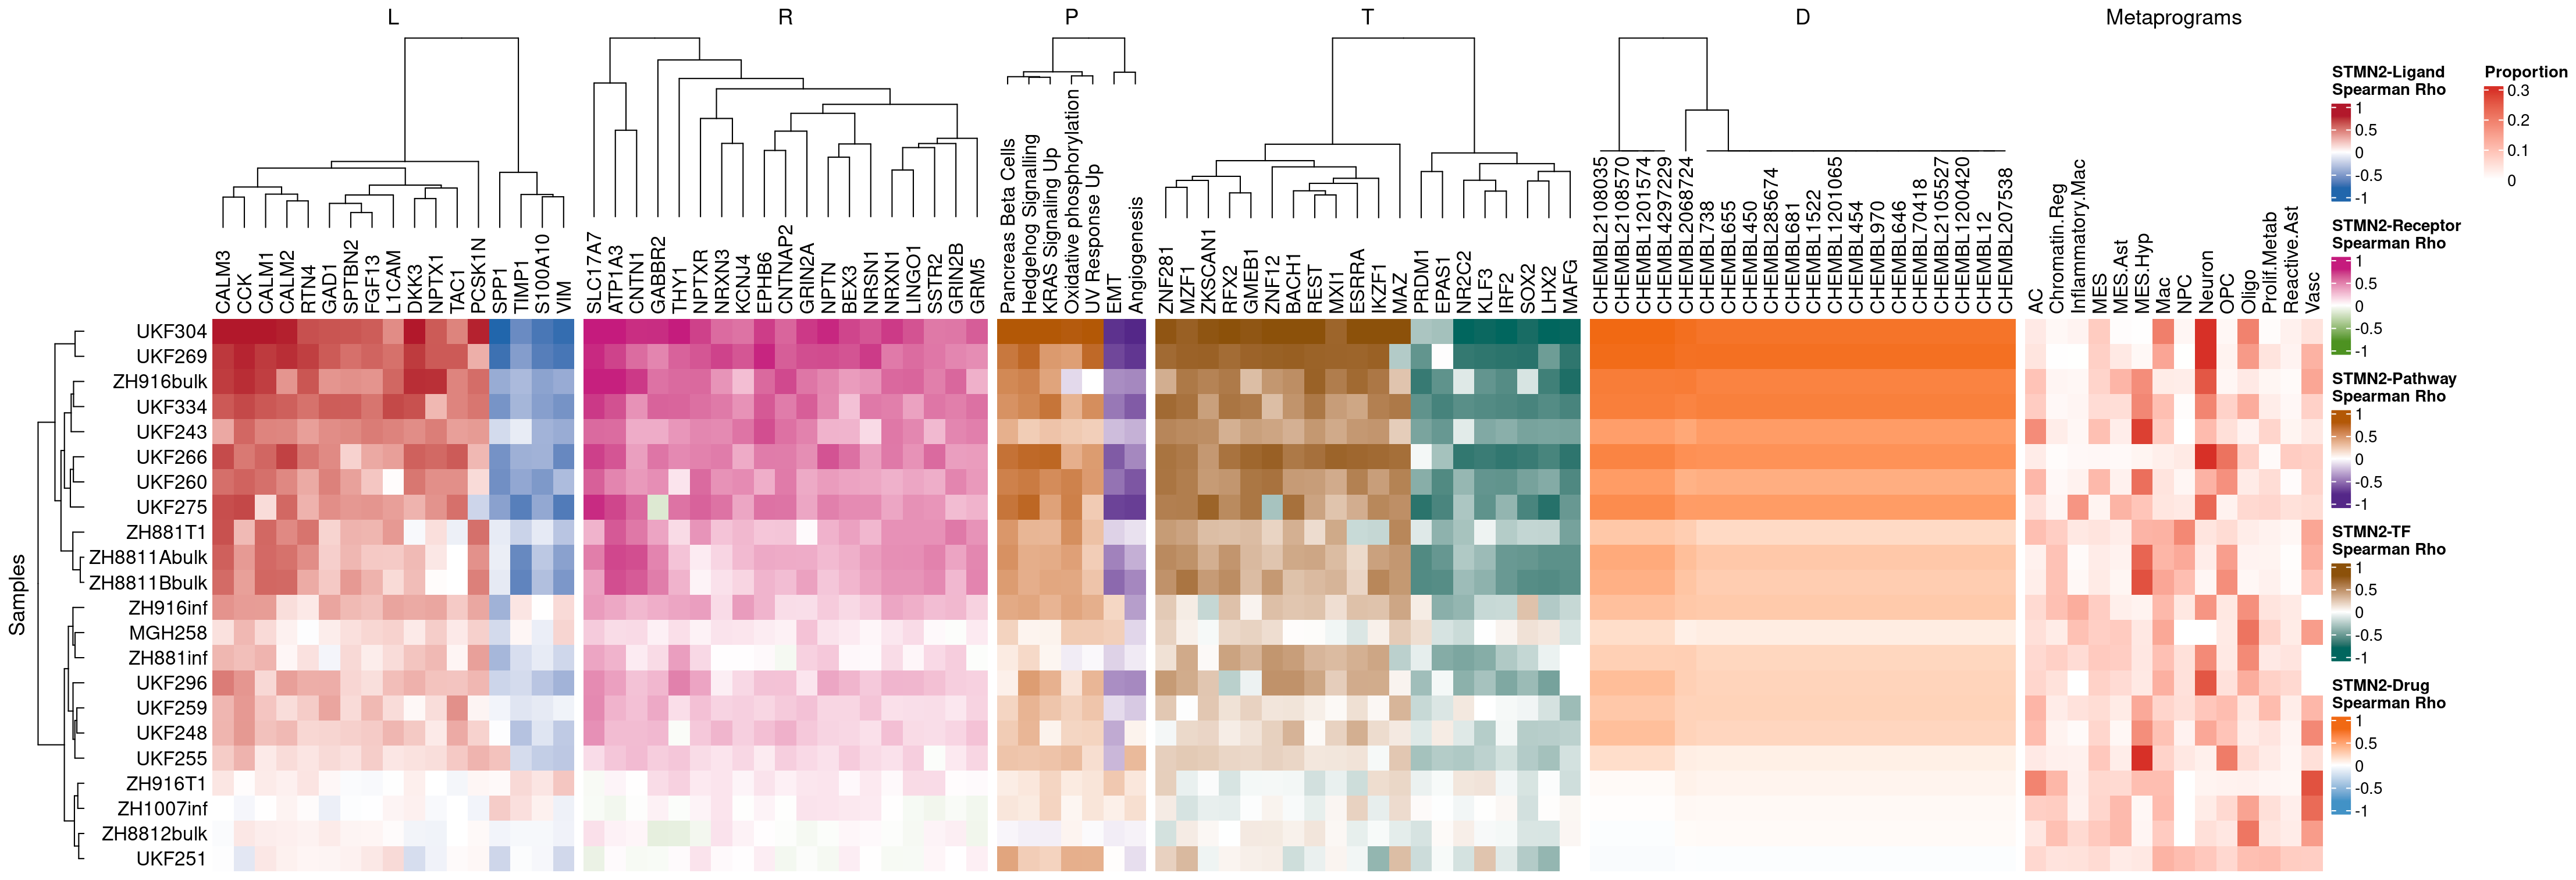 L
R
P
T
D
Metaprograms
CALM3
CCK
CALM1
CALM2
RTN4
GAD1
SPTBN2
FGF13
L1CAM
DKK3
NPTX1
TAC1
PCSK1N
SPP1
TIMP1
S100A10
VIM
SLC17A7
ATP1A3
CNTN1
GABBR2
THY1
NPTXR
NRXN3
KCNJ4
EPHB6
CNTNAP2
GRIN2A
NPTN
BEX3
NRSN1
NRXN1
LINGO1
SSTR2
GRIN2B
GRM5
Pancreas Beta Cells
Hedgehog Signalling
KRAS Signaling Up
Oxidative phosphorylation
UV Response Up
EMT
Angiogenesis
ZNF281
MZF1
ZKSCAN1
RFX2
GMEB1
ZNF12
BACH1
REST
MXI1
ESRRA
IKZF1
MAZ
PRDM1
EPAS1
NR2C2
KLF3
IRF2
SOX2
LHX2
MAFG
CHEMBL2108035
CHEMBL2108570
CHEMBL1201574
CHEMBL4297229
CHEMBL2068724
CHEMBL738
CHEMBL655
CHEMBL450
CHEMBL285674
CHEMBL681
CHEMBL1522
CHEMBL1201065
CHEMBL454
CHEMBL970
CHEMBL646
CHEMBL70418
CHEMBL2105527
CHEMBL1200420
CHEMBL12
CHEMBL207538
AC
Chromatin.Reg
Inflammatory.Mac
MES
MES.Ast
MES.Hyp
Mac
NPC
Neuron
OPC
Oligo
Prolif.Metab
Reactive.Ast
Vasc
Samples
UKF304
UKF269
ZH916bulk
UKF334
UKF243
UKF266
UKF260
UKF275
ZH881T1
ZH8811Abulk
ZH8811Bbulk
ZH916inf
MGH258
ZH881inf
UKF296
UKF259
UKF248
UKF255
ZH916T1
ZH1007inf
ZH8812bulk
UKF251
STMN2-Ligand
Spearman Rho
1
0.5
0
-0.5
-1
STMN2-Receptor
Spearman Rho
1
0.5
0
-0.5
-1
STMN2-Pathway
Spearman Rho
1
0.5
0
-0.5
-1
STMN2-TF
Spearman Rho
1
0.5
0
-0.5
-1
STMN2-Drug
Spearman Rho
1
0.5
0
-0.5
-1
Proportion
0.3
0.2
0.1
0